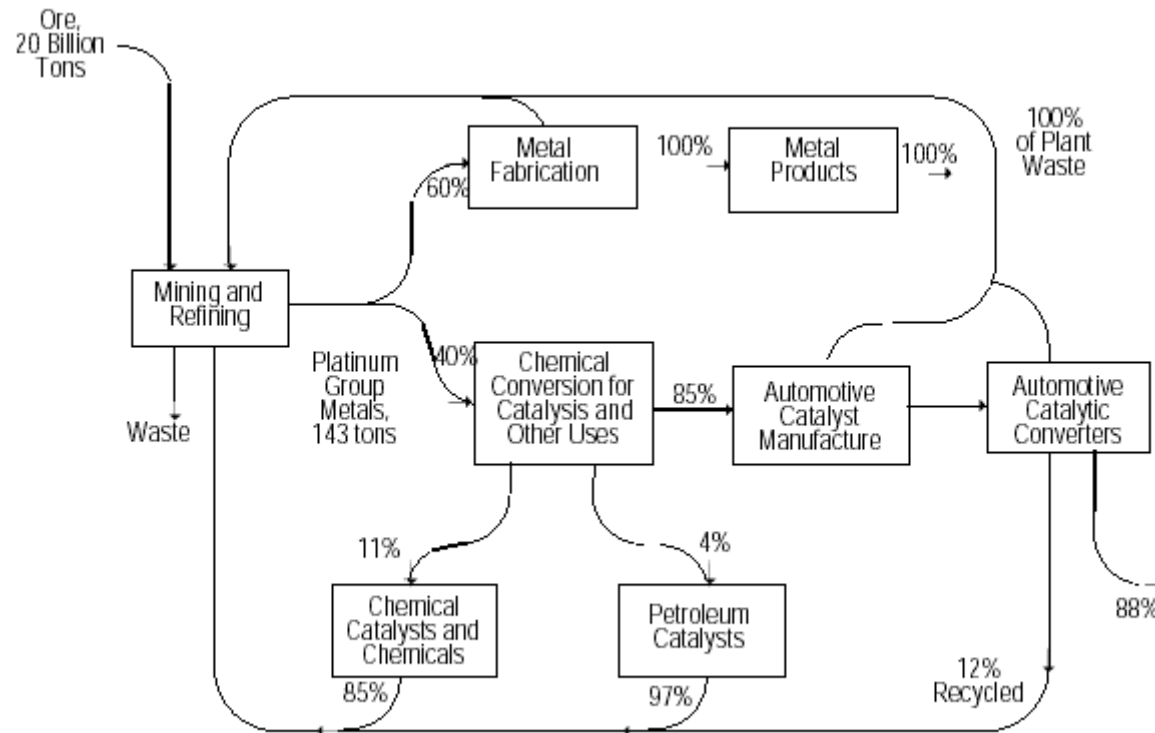 Ore,
20 Billion
Tons
Metal
Fabrication
100%
Metal
Products
100%
100%
of Plant
Waste
60%
Mining and
Refining
Waste
Platinum
Group
Metals,
143 tons
40%
Chemical
Conversion for
Catalysis and
Other Uses
85%
Automotive
Catalyst
Manufacture
Automotive
Catalytic
Converters
11%
4%
88%
Chemical
Catalysts and
Chemicals
Petroleum
Catalysts
85%
97%
12%
Recycled